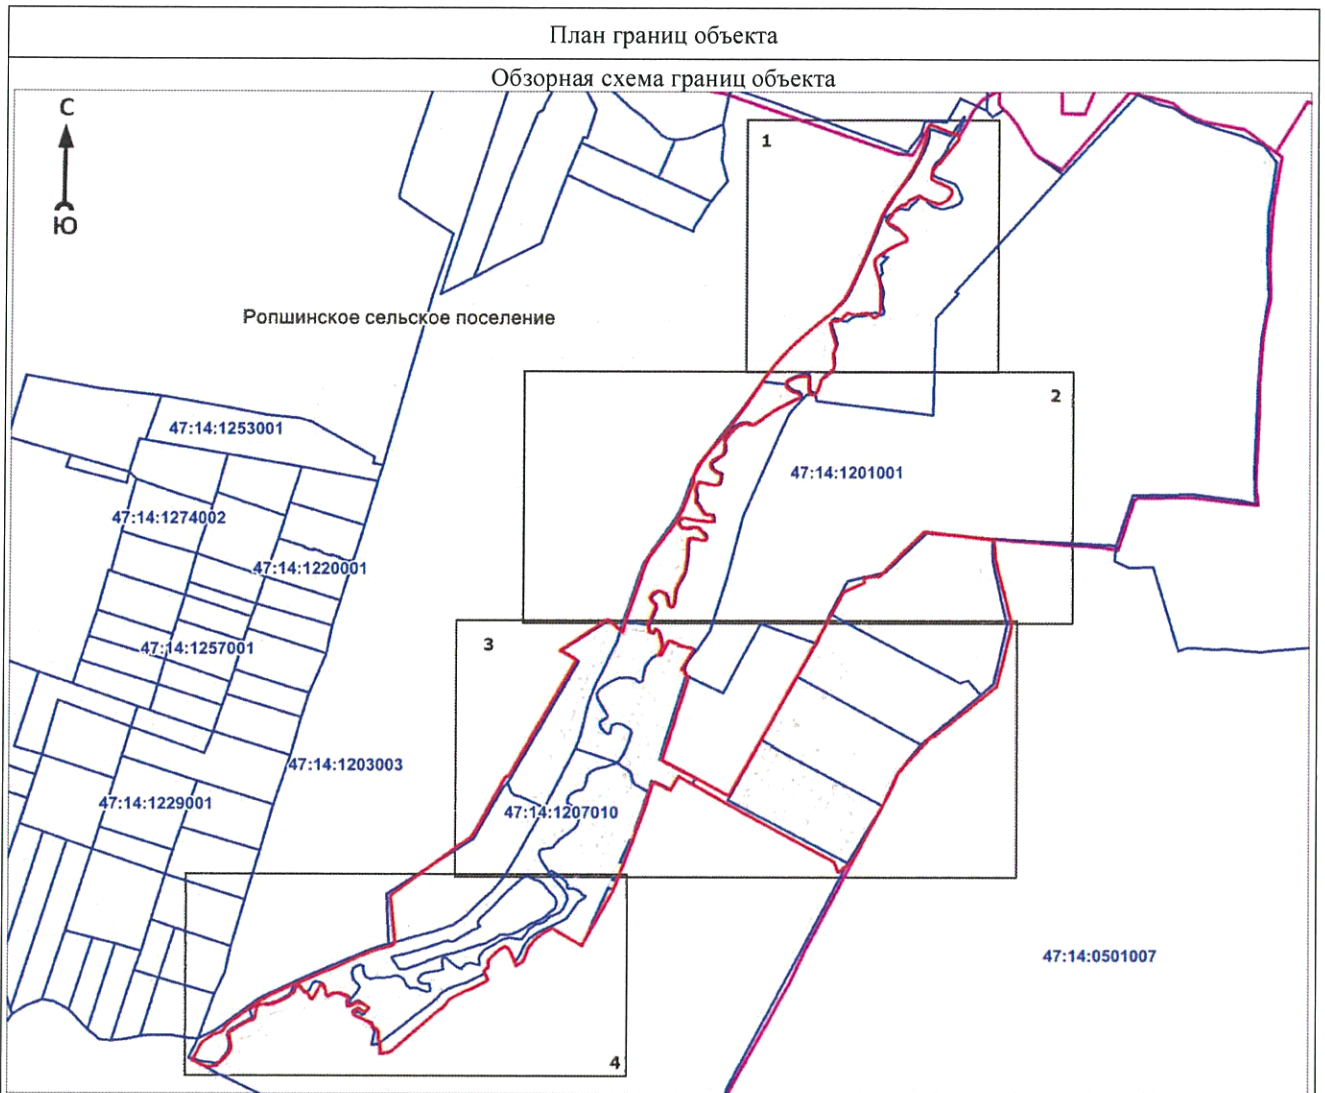 План границ объекта
Обзорная схема границ объекта
С
Ю
1
Ропшинское сельское поселение
2
47:14:1253001
47:14:1201001
47:14:1274002
47:14:1220001
3
47:14:1257001
47:14:1203003
47:14:1229001
47:14:1207010
47:14:0501007
4